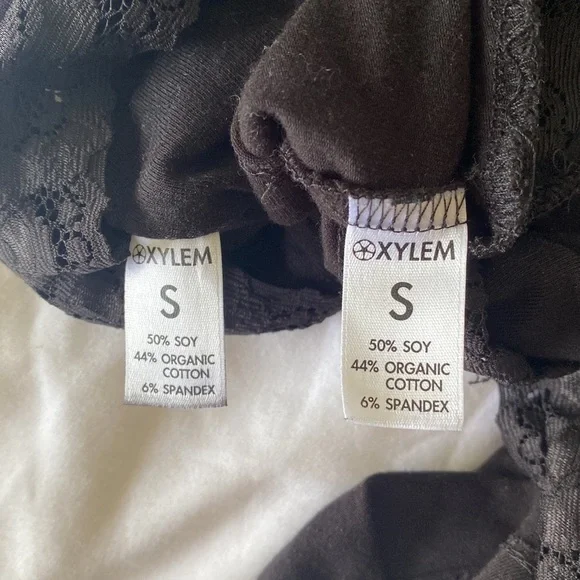 XYLEM
S
50% SOY
44% ORGANIC
COTTON
6% SPANDEX
XYLEM
S
50% SOY
44% ORGANIC
COTTON
6% SPANDEX